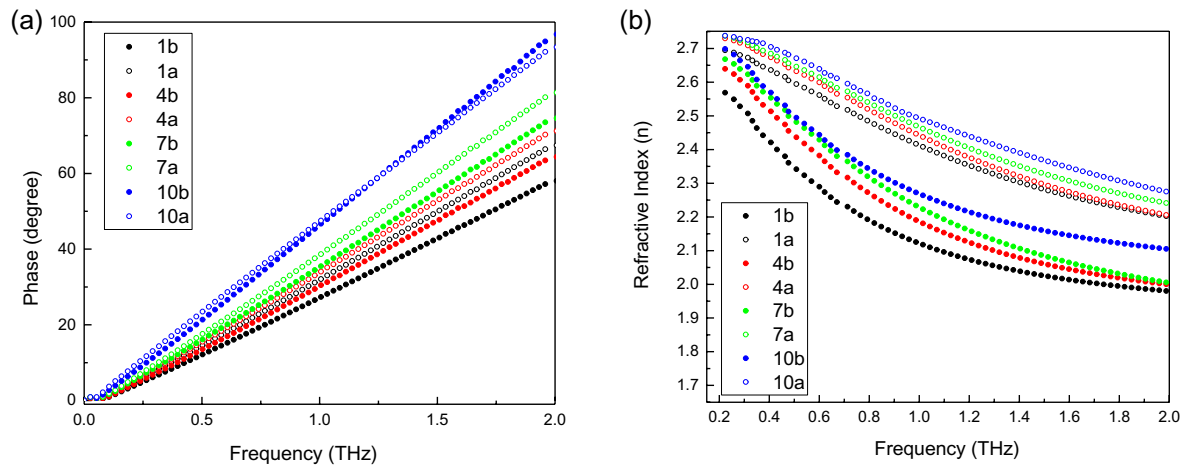 (a)
100
80
60
40
20
0
Phase (degree)
1b
1a
4b
4a
7b
7a
10b
10a
0.0
0.5
1.0
1.5
2.0
Frequency (THz)
(b)
2.7
2.6
2.5
2.4
2.3
2.2
2.1
2.0
1.9
1.8
1.7
Refractive Index (n)
1b
1a
4b
4a
7b
7a
10b
10a
0.2
0.4
0.6
0.8
1.0
1.2
1.4
1.6
1.8
2.0
Frequency (THz)